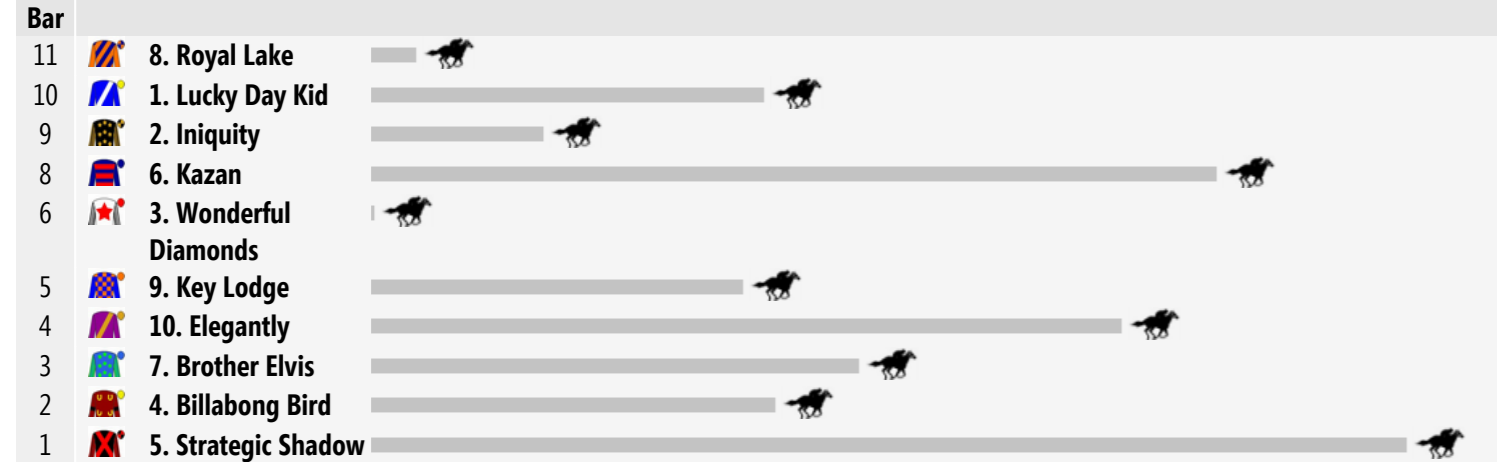 Bar
11 8. Royal Lake
10 1. Lucky Day Kid
9 2. Iniquity
8 6. Kazan
6 3. Wonderful
Diamonds
5 9. Key Lodge
4 10. Elegantly
3 7. Brother Elvis
2 4. Billabong Bird
1 5. Strategic Shadow